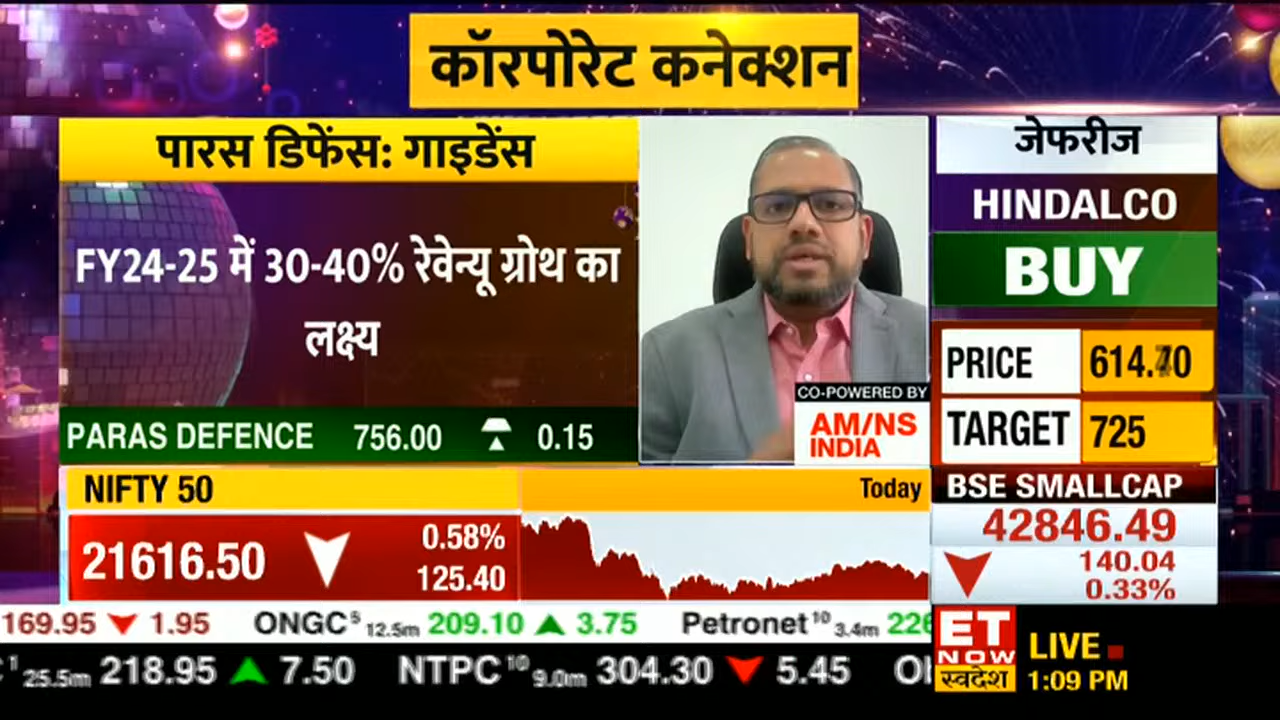 कॉरपोरेट कनेक्शन
पारस डिफेंस: गाइडेंस
FY24-25 में 30-40% रेवेन्यू ग्रोथ का
लक्ष्य
PARAS DEFENCE 756.00 0.15
CO-POWERED BY
AM/NS
INDIA
जेफरीज
HINDALCO
BUY
PRICE
TARGET 725
NIFTY 50 Today
21616.50
0.58%
125.40
BSE SMALLCAP
42846.49
140.04
0.33%
169.95 1.95 ONGC 5 12.5m 209.10 3.75 Petronet 10 3.4m
25.5m 218.95 7.50 NTPC 10 9.0m 304.30 5.45
ET
NOW
स्वदेश
LIVE
1:09 PM